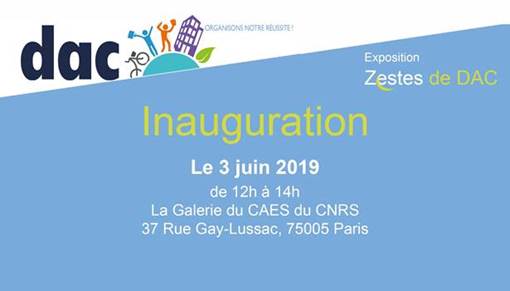 dac
ORGANISONS NOTRE RÉUSSITE !
Exposition
Zestes de DAC
Inauguration
Le 3 juin 2019
de 12h à 14h
La Galerie du CAES du CNRS
37 Rue Gay-Lussac, 75005 Paris